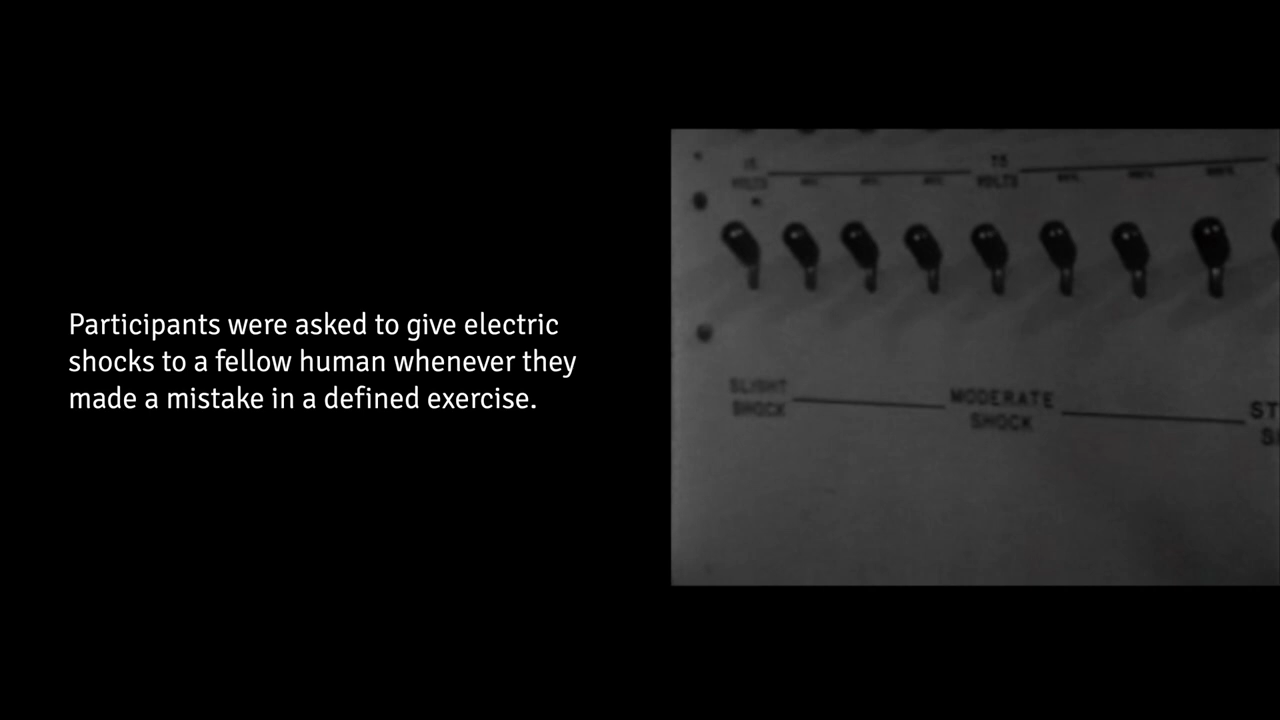 Participants were asked to give electric
shocks to a fellow human whenever they
made a mistake in a defined exercise.
15
VOLTS
75
VOLTS
SLIGHT
SHOCK
MODERATE
SHOCK
ST